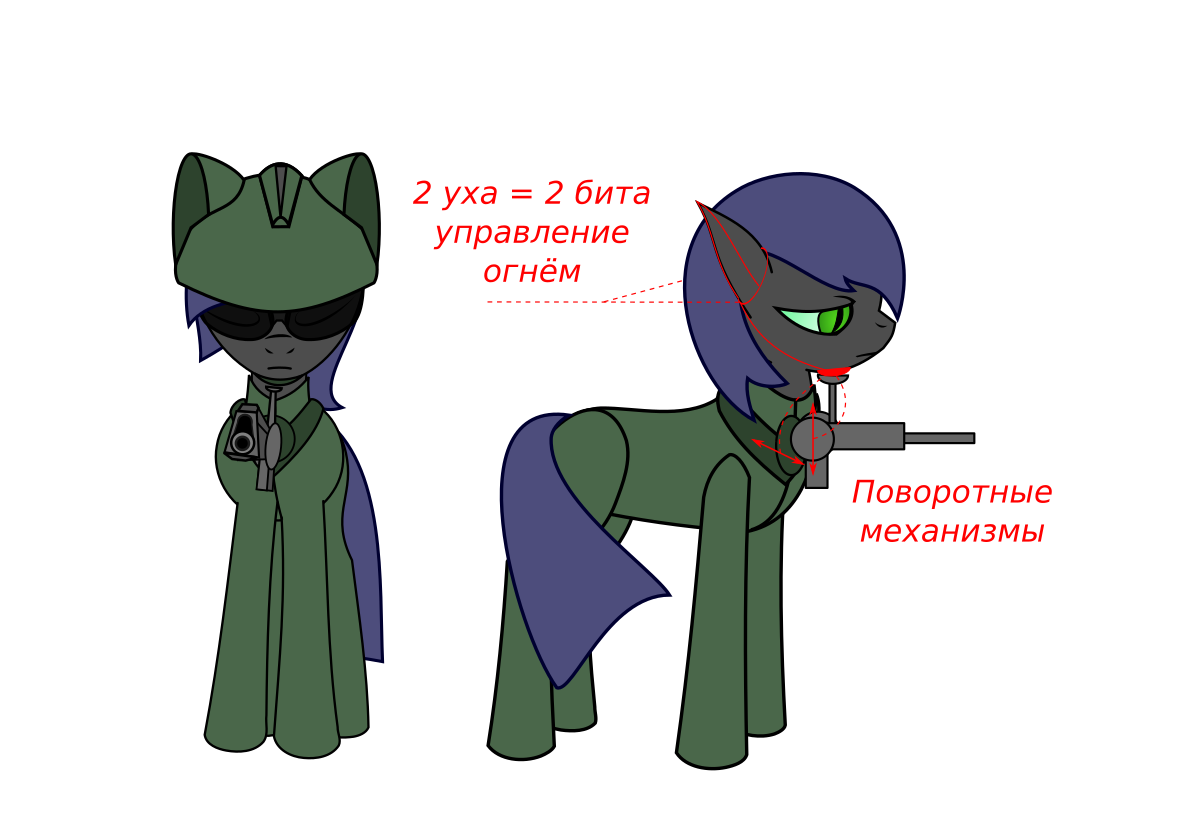 2 уха = 2 бита
управление
огнём
Поворотные
механизмы